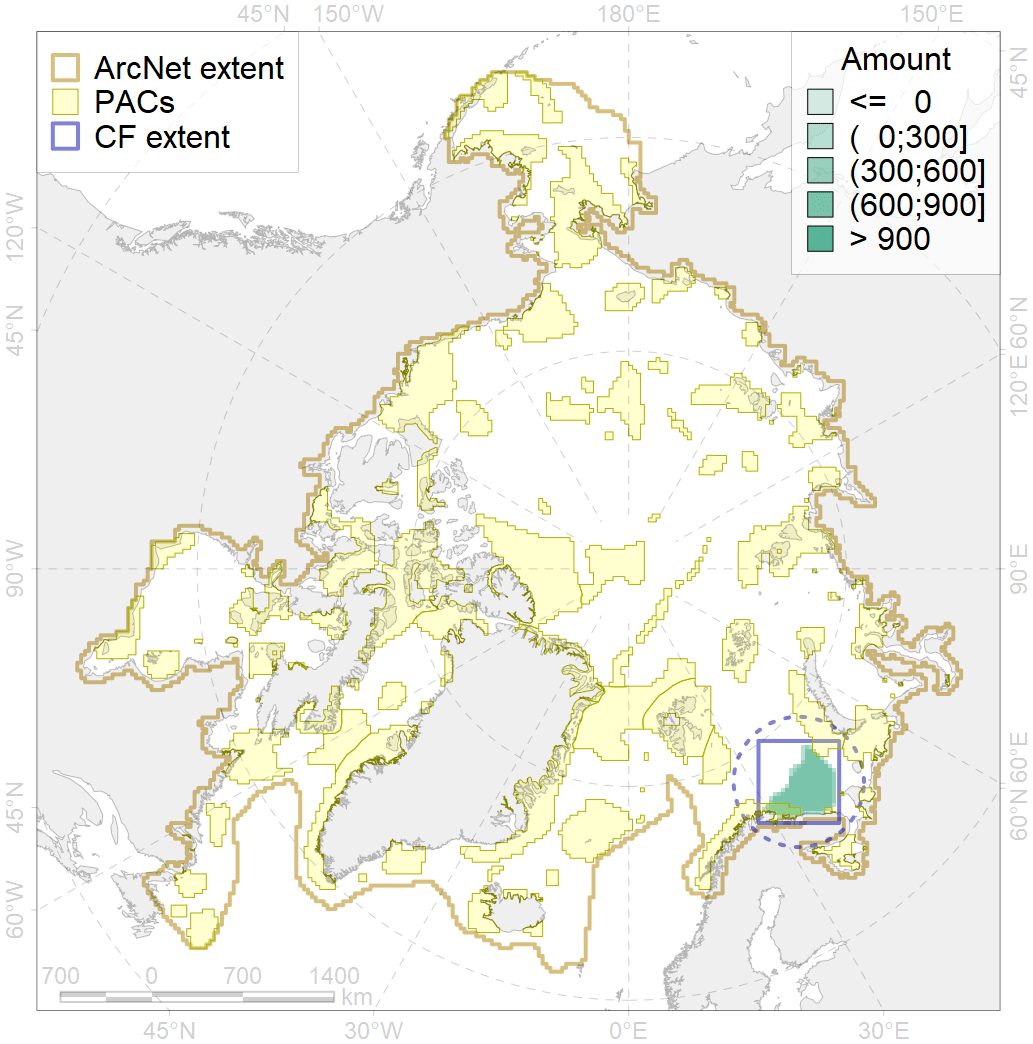 45°N 150°W 180°E 150°E
ArcNet extent
PACs
CF extent
Amount
<= 0
( 0;300]
(300;600]
(600;900]
> 900
45°N
120°W
45°N
60°N
120°E
90°W
90°E
45°N
60°E
60°N
60°W
700 0 700 1400
km
45°N 30°W 0°E 30°E